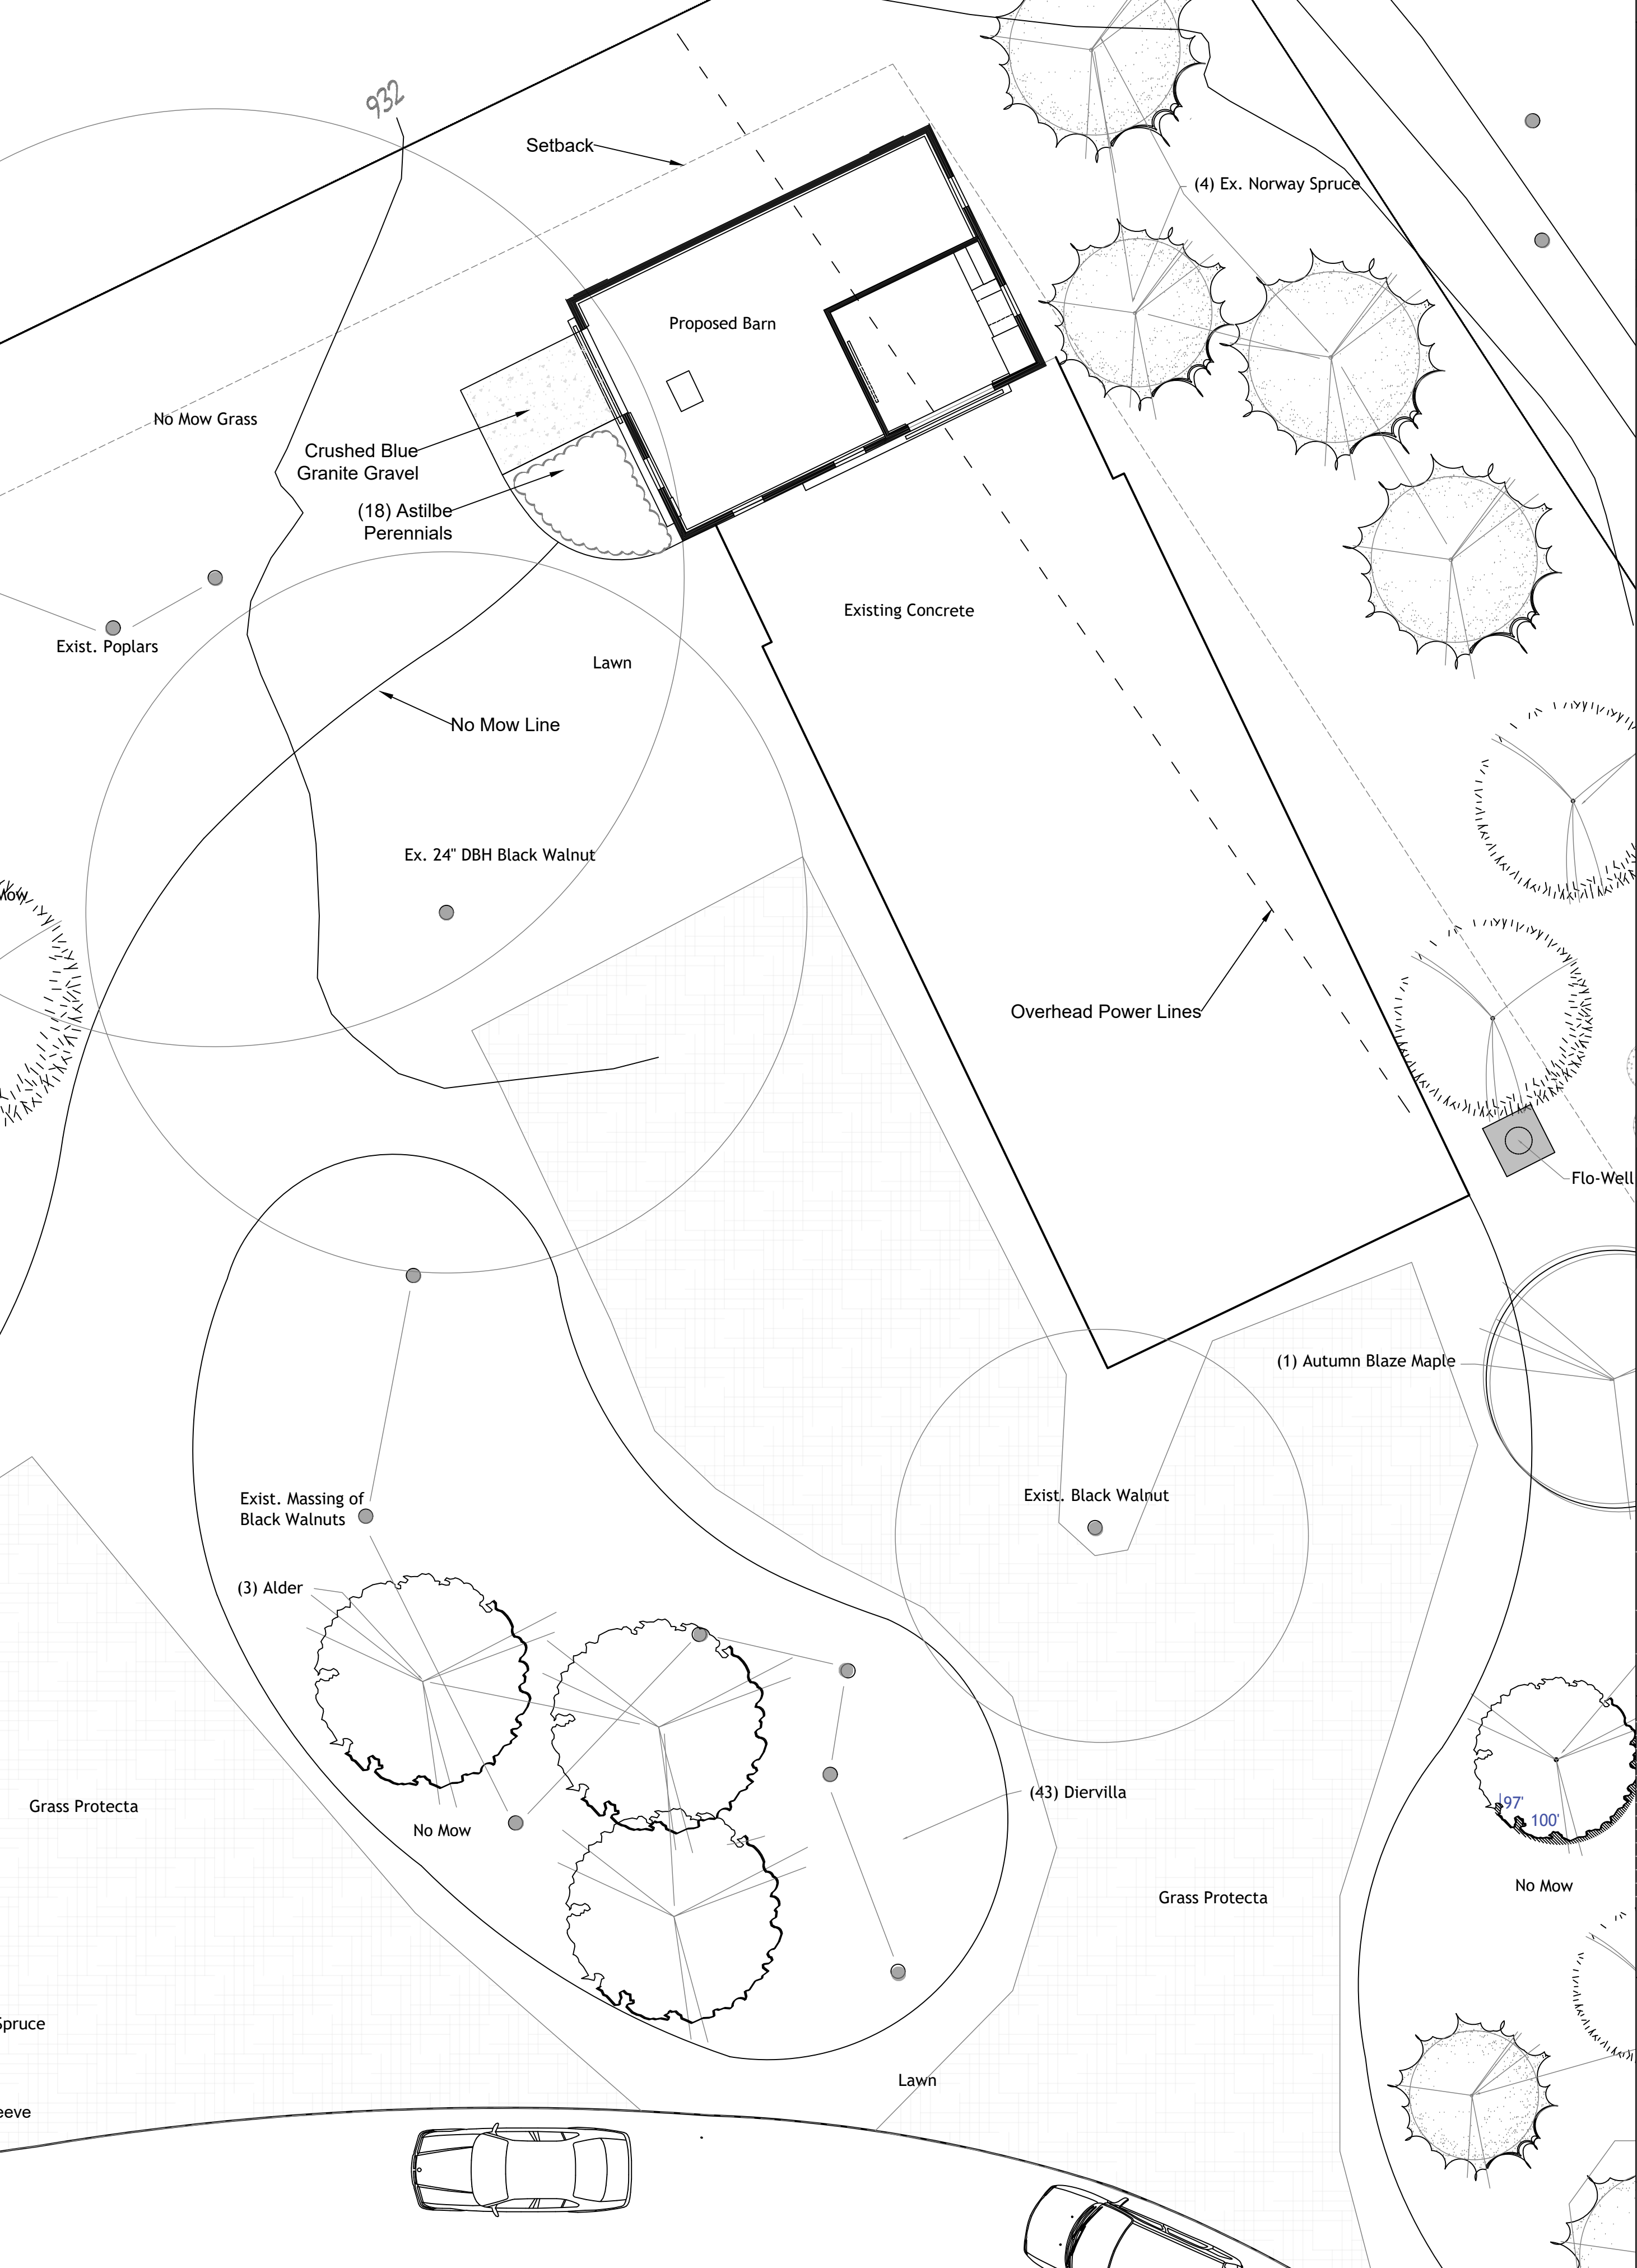 932
Setback
(4) Ex. Norway Spruce
Proposed Barn
No Mow Grass
Crushed Blue
Granite Gravel
(18) Astilbe
Perennials
Existing Concrete
Exist. Poplars
Lawn
No Mow Line
Ex. 24" DBH Black Walnut
Mow
Overhead Power Lines
Flo-Well
(1) Autumn Blaze Maple
Exist. Massing of
Black Walnuts
Exist. Black Walnut
(3) Alder
(43) Diervilla
97'
100'
Grass Protecta
No Mow
No Mow
Grass Protecta
Spruce
Lawn
eeve